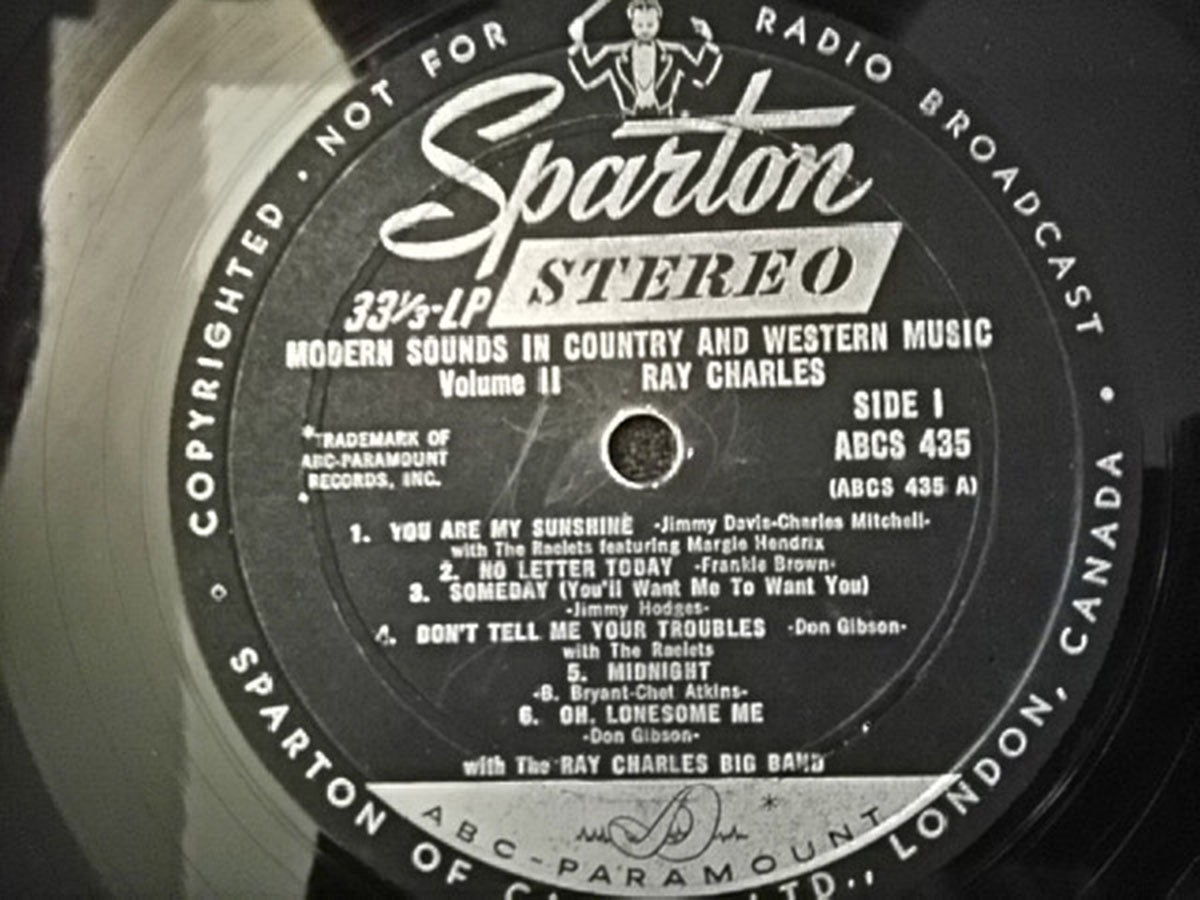 COPYRIGHTED · NOT FOR RADIO BROADCAST ·
Sparton
STEREO
33⅓-LP
MODERN SOUNDS IN COUNTRY AND WESTERN MUSIC
Volume II RAY CHARLES
SIDE 1
ABCS 435
(ABCS 435 A)
*TRADEMARK OF
ABC-PARAMOUNT
RECORDS, INC.
1. YOU ARE MY SUNSHINE -Jimmy Davis-Charles Mitchell-
with The Raelets featuring Margie Hendrix
2. NO LETTER TODAY -Frankie Brown-
3. SOMEDAY (You'll Want Me To Want You)
-Jimmy Hodges-
4. DON'T TELL ME YOUR TROUBLES -Don Gibson-
with The Raelets
5. MIDNIGHT
-B. Bryant-Chet Atkins-
6. OH, LONESOME ME
-Don Gibson-
with The RAY CHARLES BIG BAND
ABC-PARAMOUNT *
SPARTON OF LTD., LONDON, CANADA